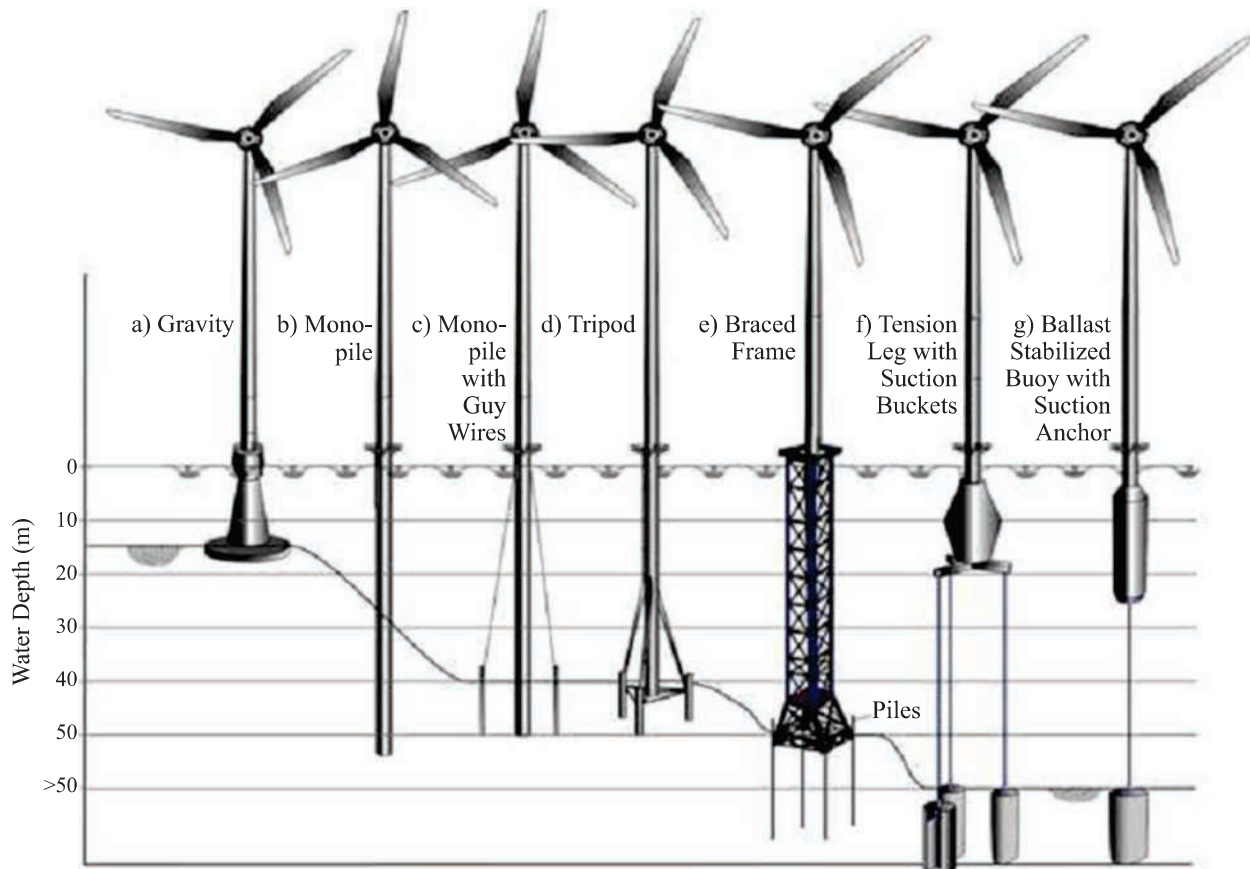 a) Gravity
b) Mono-
pile
c) Mono-
pile
with
Guy
Wires
d) Tripod
e) Braced
Frame
f) Tension
Leg with
Suction
Buckets
g) Ballast
Stabilized
Buoy with
Suction
Anchor
Water Depth (m)
0
10
20
30
40
50
>50
Piles